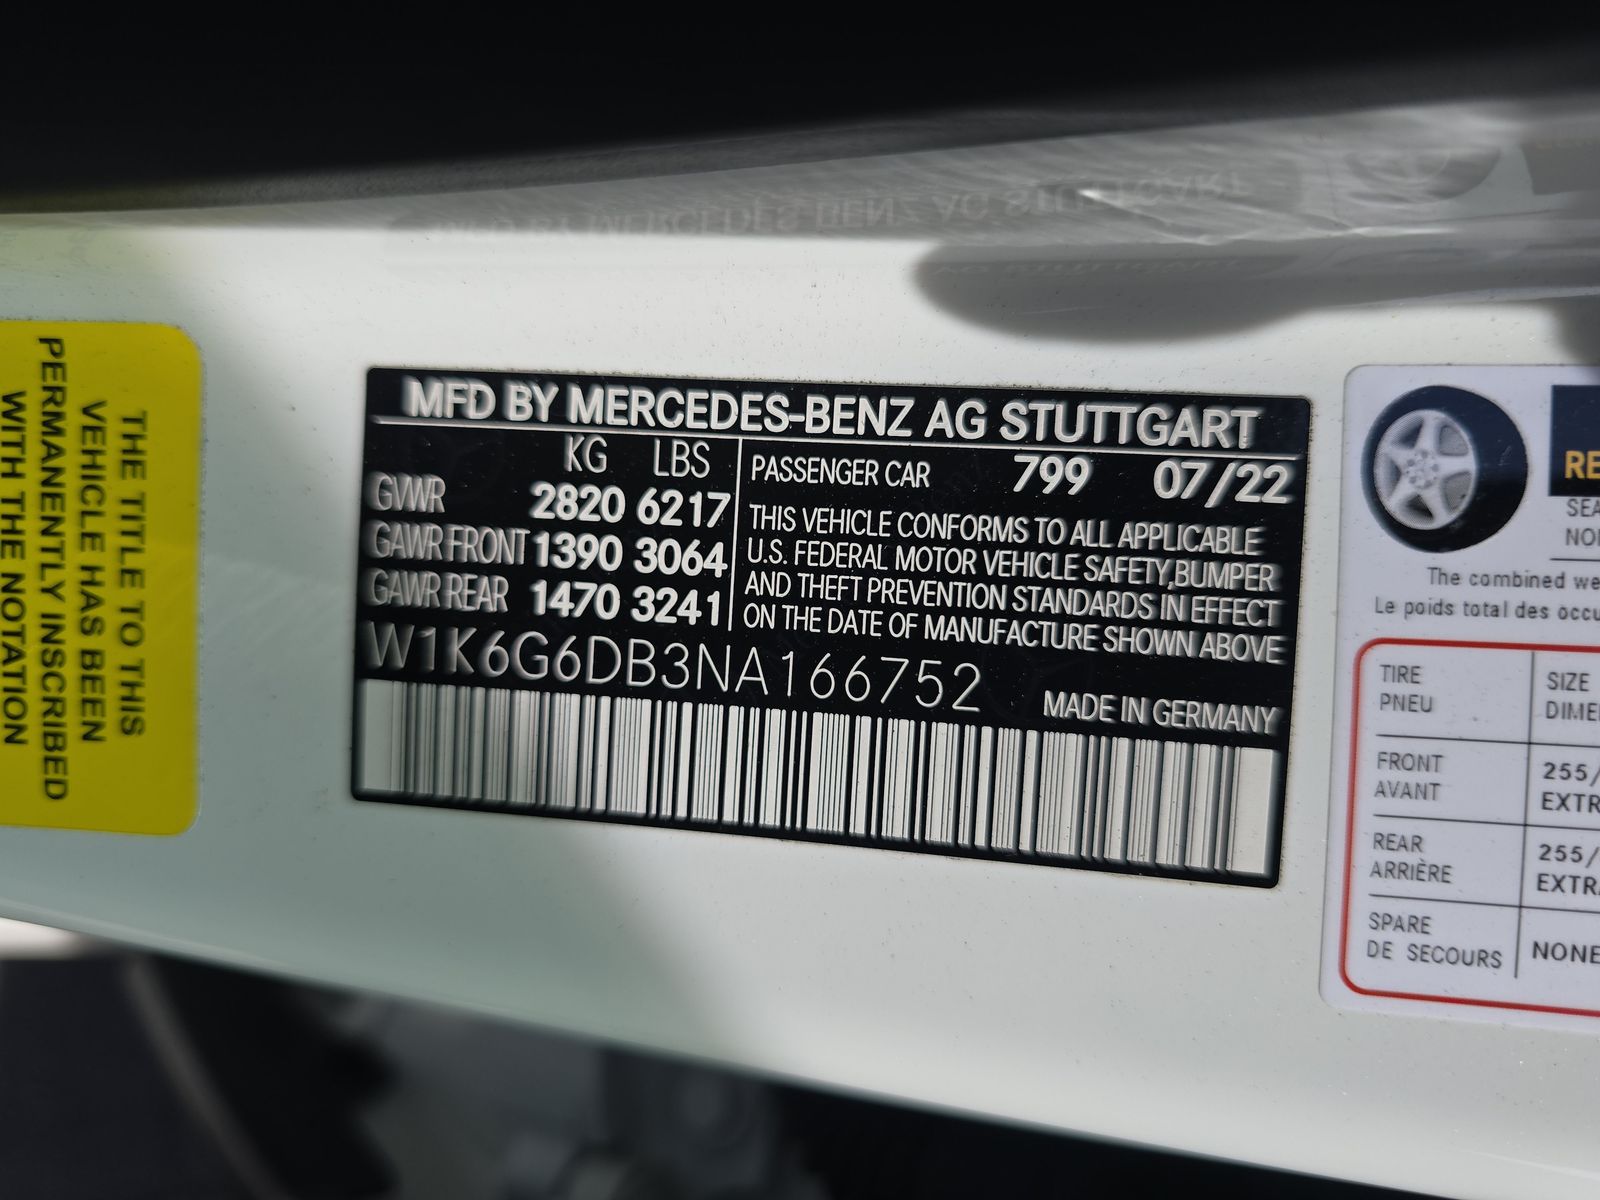 THE TITLE TO THIS
VEHICLE HAS BEEN
PERMANENTLY INSCRIBED
WITH THE NOTATION
MFD BY MERCEDES-BENZ AG STUTTGART
KG LBS
GVWR 2820 6217
GAWR FRONT 1390 3064
GAWR REAR 1470 3241
PASSENGER CAR 799 07/22
THIS VEHICLE CONFORMS TO ALL APPLICABLE
U.S. FEDERAL MOTOR VEHICLE SAFETY,BUMPER
AND THEFT PREVENTION STANDARDS IN EFFECT
ON THE DATE OF MANUFACTURE SHOWN ABOVE
W1K6G6DB3NA166752
MADE IN GERMANY
The combined
Le poids total des
TIRE SIZE
PNEU
FRONT 255/
AVANT
REAR 255/
ARRIÈRE
SPARE
DE SECOURS NONE